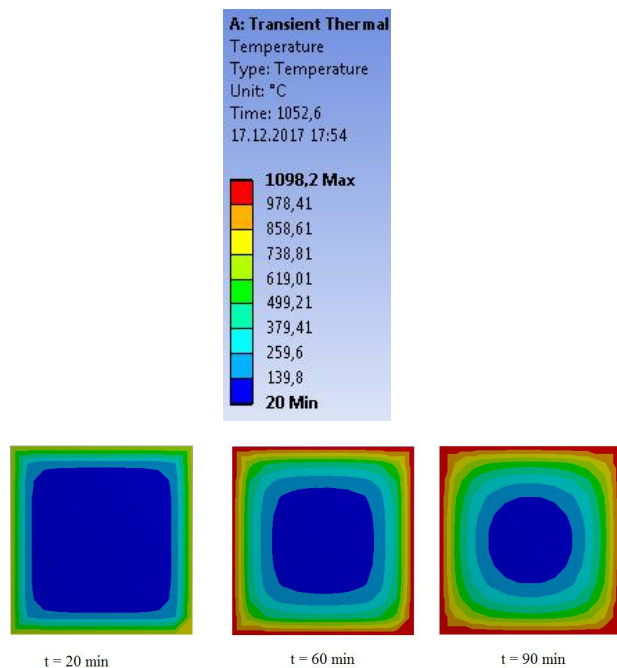 A: Transient Thermal
Temperature
Type: Temperature
Unit: °C
Time: 1052,6
17.12.2017 17:54
1098,2 Max
978,41
858,61
738,81
619,01
499,21
379,41
259,6
139,8
20 Min
t = 20 min
t = 60 min
t = 90 min